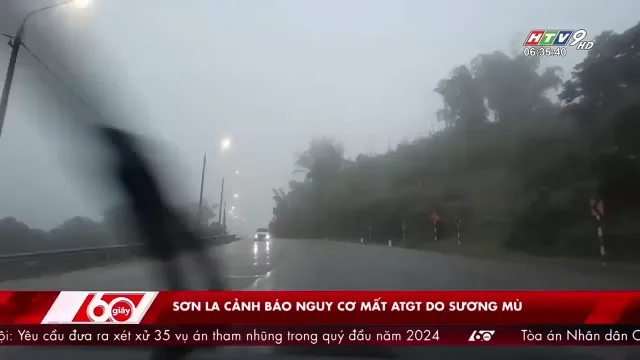 HTV9 HD
06:35:40
60 giây
SƠN LA CẢNH BÁO NGUY CƠ MẤT ATGT DO SƯƠNG MÙ
ội: Yêu cầu đưa ra xét xử 35 vụ án tham nhũng trong quý đầu năm 2024 60 Tòa án Nhân dân C